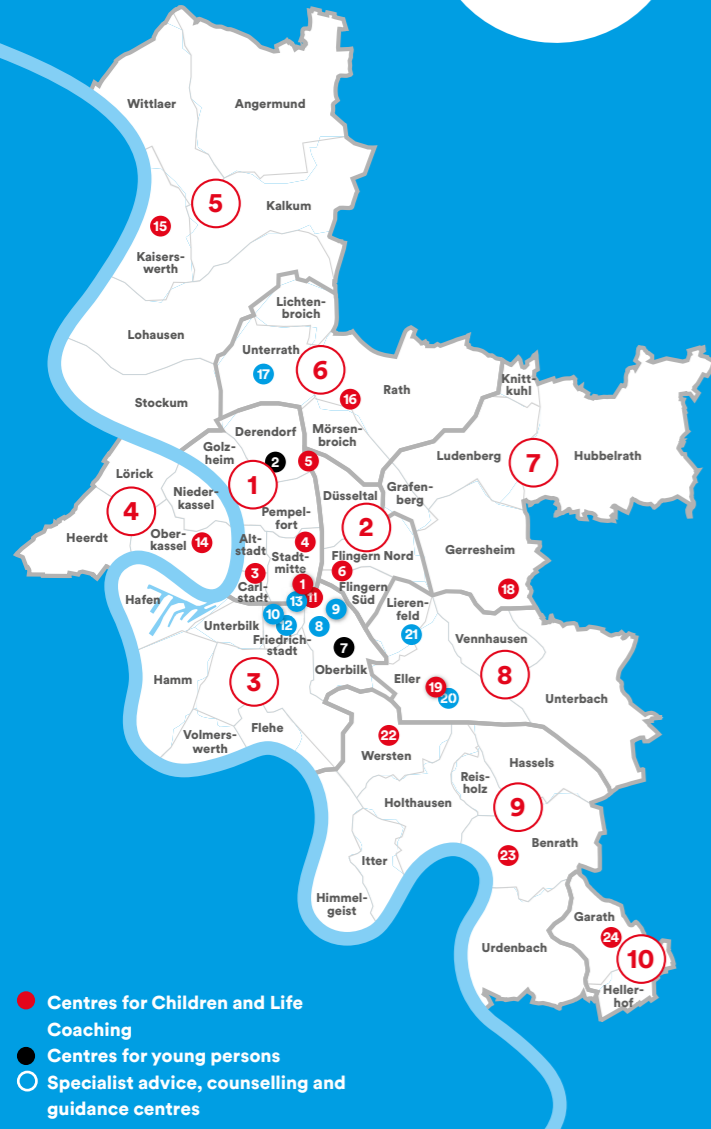 Wittlaer
Angermund
5
Kalkum
15
Kaisers-
werth
Lichten-
broich
Lohausen
Unterrath
6
17
Rath
Knitt-
kuhl
16
Stockum
Derendorf
Mörsen-
broich
Golz-
heim
2
5
Ludenberg
7
Hubbelrath
Lörick
1
Düsseltal
Grafen-
berg
Nieder-
kassel
4
Pempel-
fort
2
Heerdt
Ober-
kassel
14
Alt-
stadt
4
Flingern Nord
Gerresheim
Stadt-
mitte
3
6
Carl-
stadt
1
Flingern
Süd
18
Hafen
13
11
9
Lieren-
feld
10
12
8
21
Unterbilk
Friedrich-
stadt
7
Vennhausen
Oberbilk
Hamm
3
Eller
19
20
8
Unterbach
Volmers-
werth
Flehe
22
Wersten
Hassels
Reis-
holz
Holthausen
9
Benrath
23
Itter
Himmel-
geist
Garath
24
10
Urdenbach
Heller-
hof
Centres for Children and Life
Coaching
Centres for young persons
Specialist advice, counselling and
guidance centres